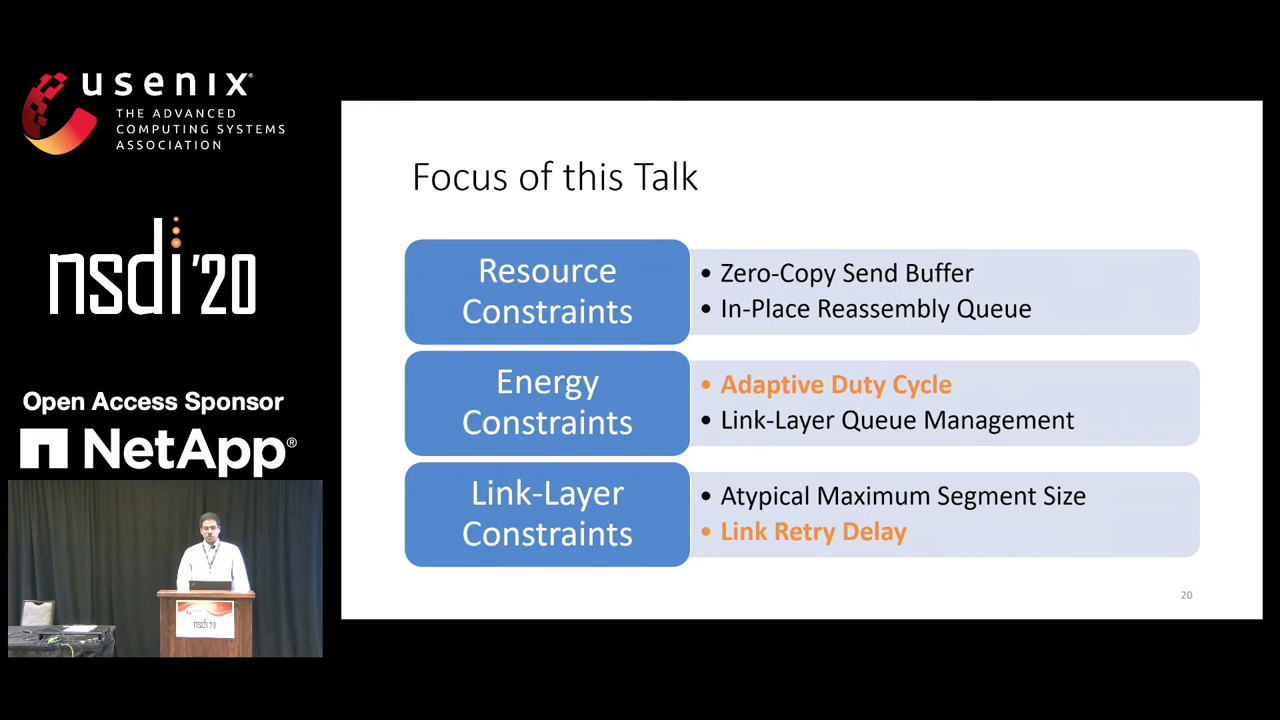 usenix
THE ADVANCED
COMPUTING SYSTEMS
ASSOCIATION
nsdi '20
Open Access Sponsor
NetApp®
nsdi '20
Focus of this Talk
Resource
Constraints
• Zero-Copy Send Buffer
• In-Place Reassembly Queue
Energy
Constraints
• Adaptive Duty Cycle
• Link-Layer Queue Management
Link-Layer
Constraints
• Atypical Maximum Segment Size
• Link Retry Delay
20